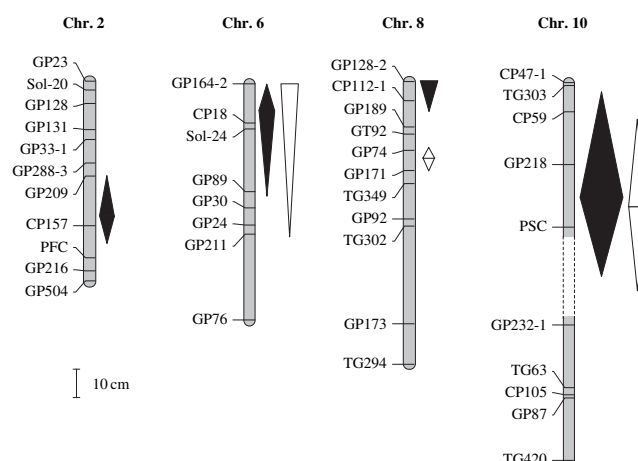 Chr. 2
GP23
Sol-20
GP128
GP131
GP33-1
GP288-3
GP209
CP157
PFC
GP216
GP504
10 cm
Chr. 6
GP164-2
CP18
Sol-24
GP89
GP30
GP24
GP211
GP76
Chr. 8
GP128-2
CP112-1
GP189
GT92
GP74
GP171
TG349
GP92
TG302
GP173
TG294
Chr. 10
CP47-1
TG303
CP59
GP218
PSC
GP232-1
TG63
CP105
GP87
TG420